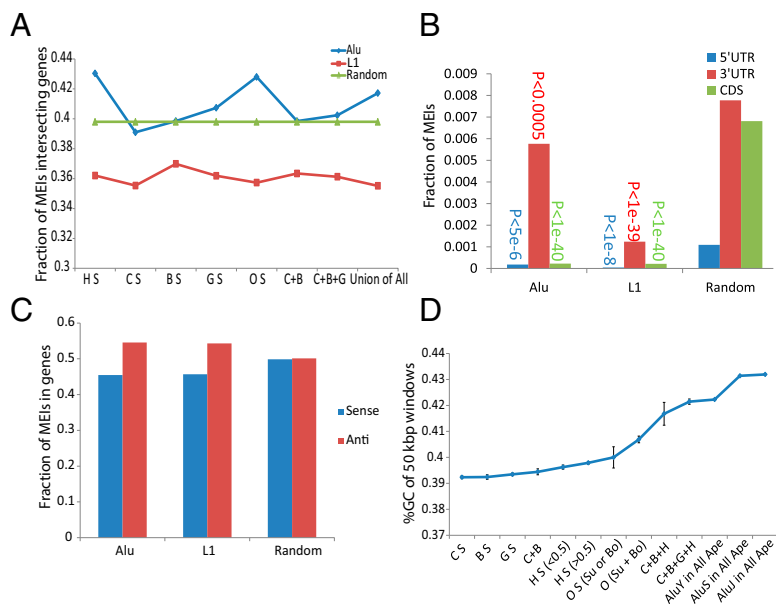 A
Fraction of MEIs intersecting genes
0.44
0.42
0.4
0.38
0.36
0.34
0.32
0.3
Alu
L1
Random
H S
C S
B S
G S
O S
C+B
C+B+G
Union of All
B
Fraction of MEIs
0.009
0.008
0.007
0.006
0.005
0.004
0.003
0.002
0.001
0
5'UTR
3'UTR
CDS
P<5e-6
P<0.0005
P<1e-40
P<1e-8
P<1e-39
P<1e-40
Alu
L1
Random
C
Fraction of MEIs in genes
0.6
0.5
0.4
0.3
0.2
0.1
0
Sense
Anti
Alu
L1
Random
D
%GC of 50 kbp windows
0.44
0.43
0.42
0.41
0.4
0.39
0.38
0.37
C S
B S
G S
C+B
H S (<0.5)
H S (>0.5)
O S (Su or Bo)
O (Su + Bo)
C+B+H
C+B+G+H
AluY in All Ape
AluS in All Ape
AluJ in All Ape